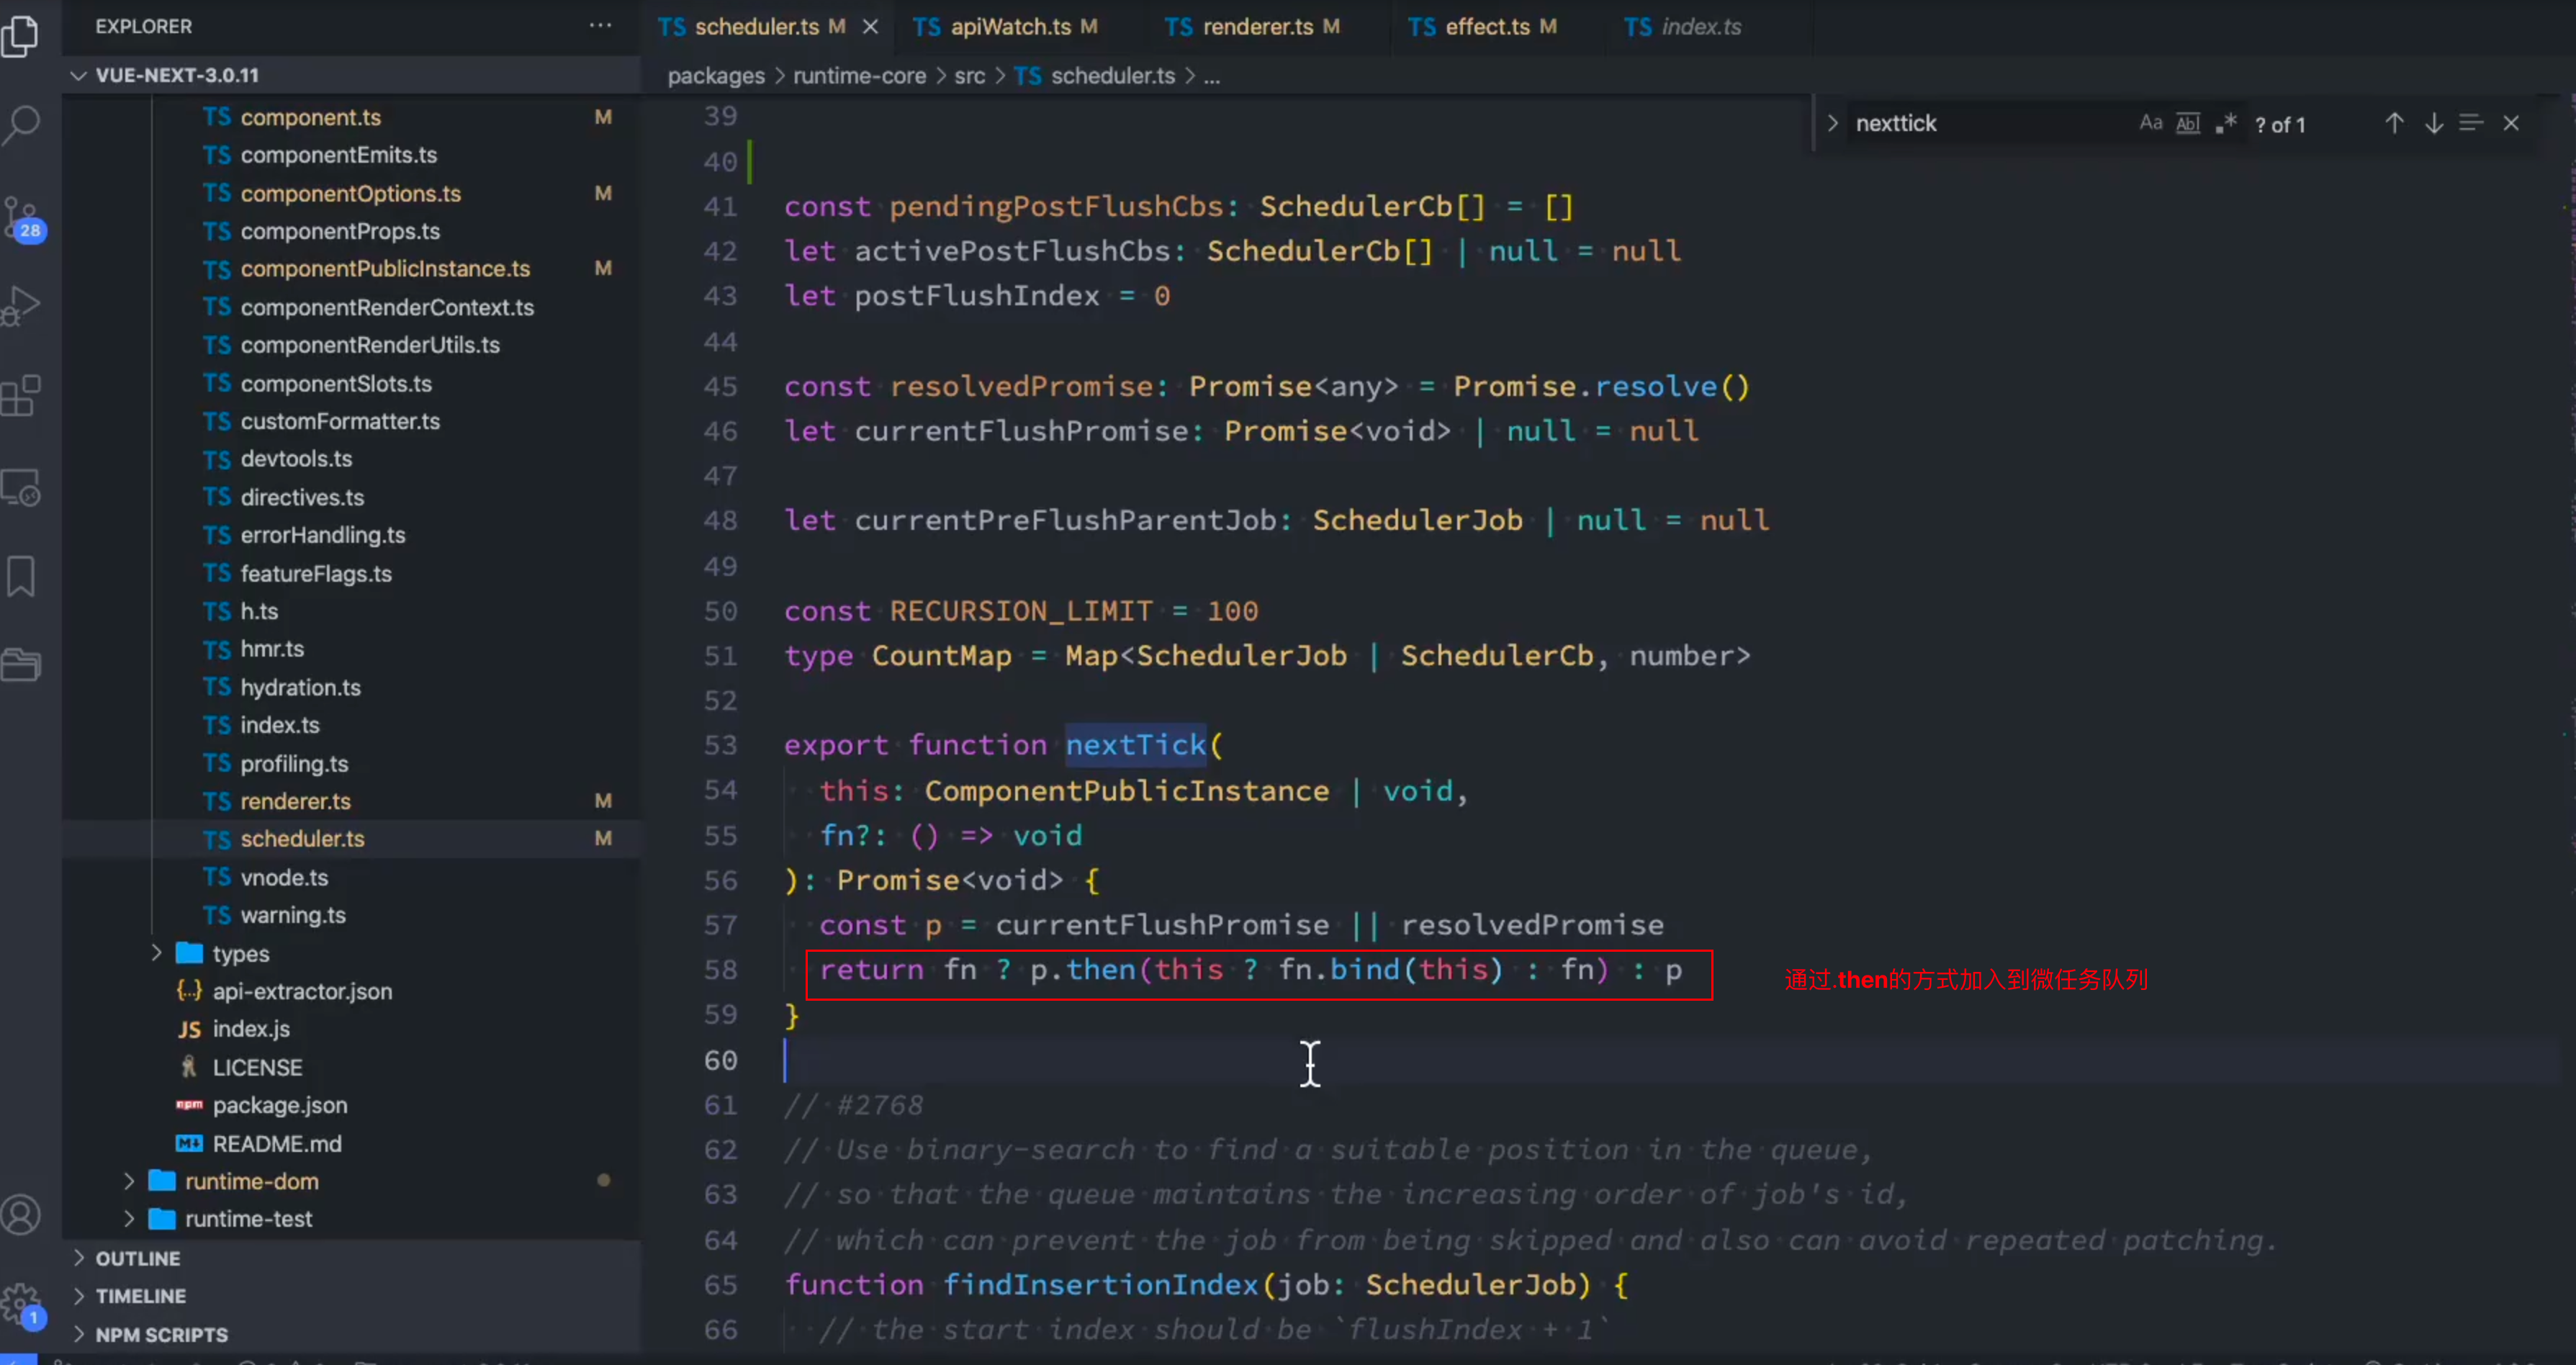 EXPLORER
VUE-NEXT-3.0.11
TS component.ts M
TS componentEmits.ts
TS componentOptions.ts M
TS componentProps.ts
TS componentPublicInstance.ts M
TS componentRenderContext.ts
TS componentRenderUtils.ts
TS componentSlots.ts
TS customFormatter.ts
TS devtools.ts
TS directives.ts
TS errorHandling.ts
TS featureFlags.ts
TS h.ts
TS hmr.ts
TS hydration.ts
TS index.ts
TS profiling.ts
TS renderer.ts M
TS scheduler.ts M
TS vnode.ts
TS warning.ts
types
{..} api-extractor.json
JS index.js
LICENSE
npm package.json
M README.md
runtime-dom
runtime-test
OUTLINE
TIMELINE
NPM SCRIPTS
28
1
TS scheduler.ts M TS apiWatch.ts M TS renderer.ts M TS effect.ts M TS index.ts
packages > runtime-core > src > TS scheduler.ts > ...
nexttick Aa Abl .* ? of 1
39
40
41 const pendingPostFlushCbs: SchedulerCb[] = []
42 let activePostFlushCbs: SchedulerCb[] | null = null
43 let postFlushIndex = 0
44
45 const resolvedPromise: Promise<any> = Promise.resolve()
46 let currentFlushPromise: Promise<void> | null = null
47
48 let currentPreFlushParentJob: SchedulerJob | null = null
49
50 const RECURSION_LIMIT = 100
51 type CountMap = Map<SchedulerJob | SchedulerCb, number>
52
53 export function nextTick(
54 this: ComponentPublicInstance | void,
55 fn?: () => void
56 ): Promise<void> {
57 const p = currentFlushPromise || resolvedPromise
58 return fn ? p.then(this ? fn.bind(this) : fn) : p
通过.then的方式加入到微任务队列
59 }
60
61 // #2768
62 // Use binary-search to find a suitable position in the queue,
63 // so that the queue maintains the increasing order of job's id,
64 // which can prevent the job from being skipped and also can avoid repeated patching.
65 function findInsertionIndex(job: SchedulerJob) {
66 // the start index should be `flushIndex + 1`